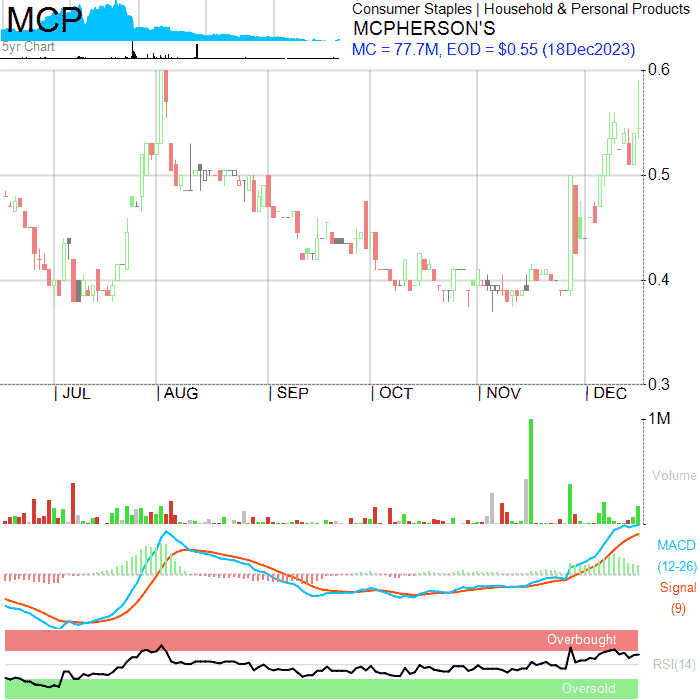 MCP
5yr Chart
Consumer Staples | Household & Personal Products
MCPHERSON'S
MC = 77.7M, EOD = $0.55 (18Dec2023)
0.6
0.5
0.4
0.3
JUL AUG SEP OCT NOV DEC
1M
Volume
MACD
(12-26)
Signal
(9)
Overbought
RSI(14)
Oversold